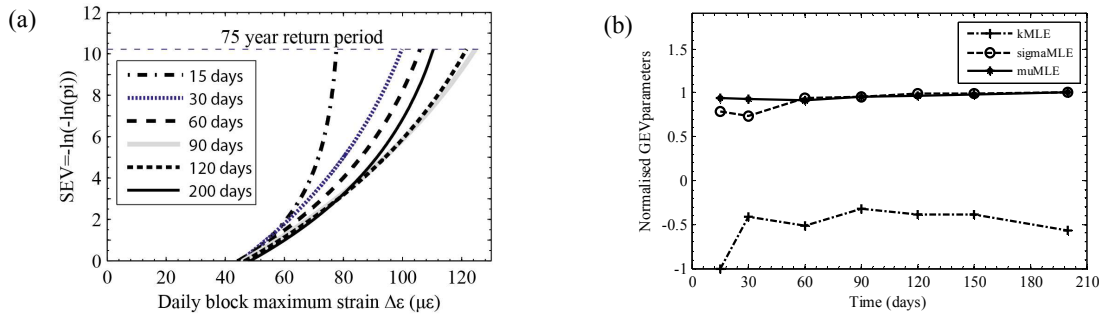 (a)
75 year return period
SEV=-ln(-ln(pi))
12
10
8
6
4
2
0
15 days
30 days
60 days
90 days
120 days
200 days
0 20 40 60 80 100 120
Daily block maximum strain Δε (με)
(b)
Normalised GEVparameters
1.5
1
0.5
0
-0.5
-1
kMLE
sigmaMLE
muMLE
0 30 60 90 120 150 180 210
Time (days)